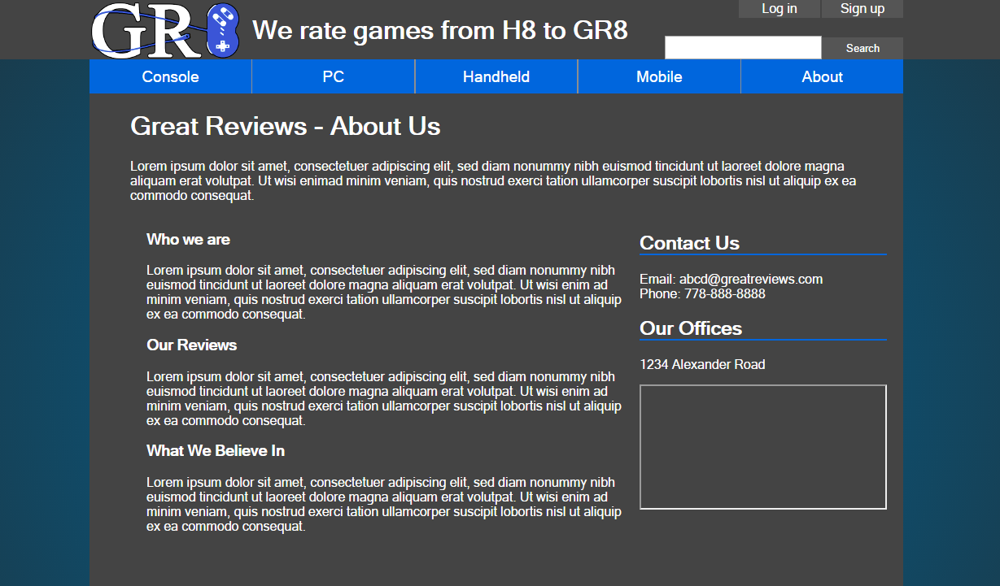 GR8
We rate games from H8 to GR8
Log in
Sign up
Search
Console
PC
Handheld
Mobile
About
Great Reviews - About Us
Lorem ipsum dolor sit amet, consectetuer adipiscing elit, sed diam nonummy nibh euismod tincidunt ut laoreet dolore magna
aliquam erat volutpat. Ut wisi enimad minim veniam, quis nostrud exerci tation ullamcorper suscipit lobortis nisl ut aliquip ex ea
commodo consequat.
Who we are
Lorem ipsum dolor sit amet, consectetuer adipiscing elit, sed diam nonummy nibh
euismod tincidunt ut laoreet dolore magna aliquam erat volutpat. Ut wisi enim ad
minim veniam, quis nostrud exerci tation ullamcorper suscipit lobortis nisl ut aliquip
ex ea commodo consequat.
Our Reviews
Lorem ipsum dolor sit amet, consectetuer adipiscing elit, sed diam nonummy nibh
euismod tincidunt ut laoreet dolore magna aliquam erat volutpat. Ut wisi enim ad
minim veniam, quis nostrud exerci tation ullamcorper suscipit lobortis nisl ut aliquip
ex ea commodo consequat.
What We Believe In
Lorem ipsum dolor sit amet, consectetuer adipiscing elit, sed diam nonummy nibh
euismod tincidunt ut laoreet dolore magna aliquam erat volutpat. Ut wisi enim ad
minim veniam, quis nostrud exerci tation ullamcorper suscipit lobortis nisl ut aliquip
ex ea commodo consequat.
Contact Us
Email: abcd@greatreviews.com
Phone: 778-888-8888
Our Offices
1234 Alexander Road